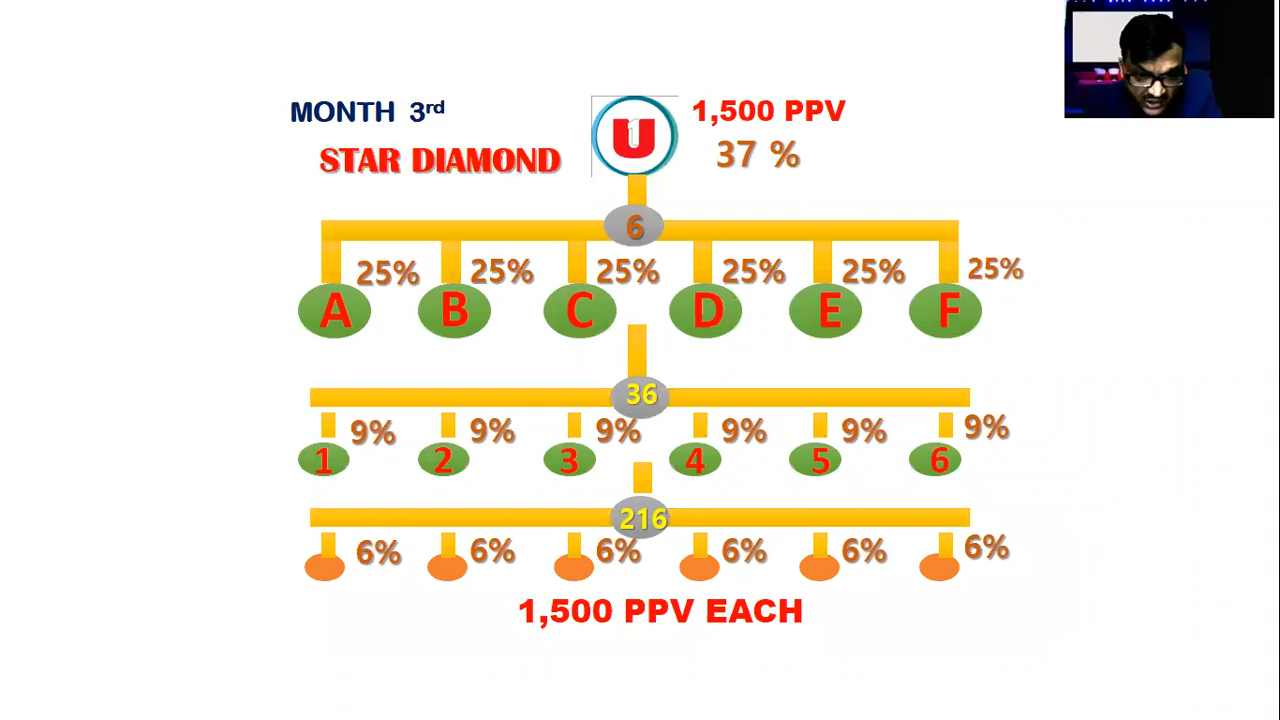 MONTH 3rd
1,500 PPV
STAR DIAMOND
U
1
37 %
6
25% 25% 25% 25% 25% 25%
A B C D E F
36
9% 9% 9% 9% 9% 9%
1 2 3 4 5 6
216
6% 6% 6% 6% 6% 6%
1,500 PPV EACH